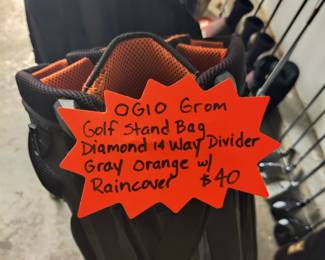 OGIO Grom
Golf Stand Bag
Diamond 14 Way Divider
Gray Orange w/
Raincover $40